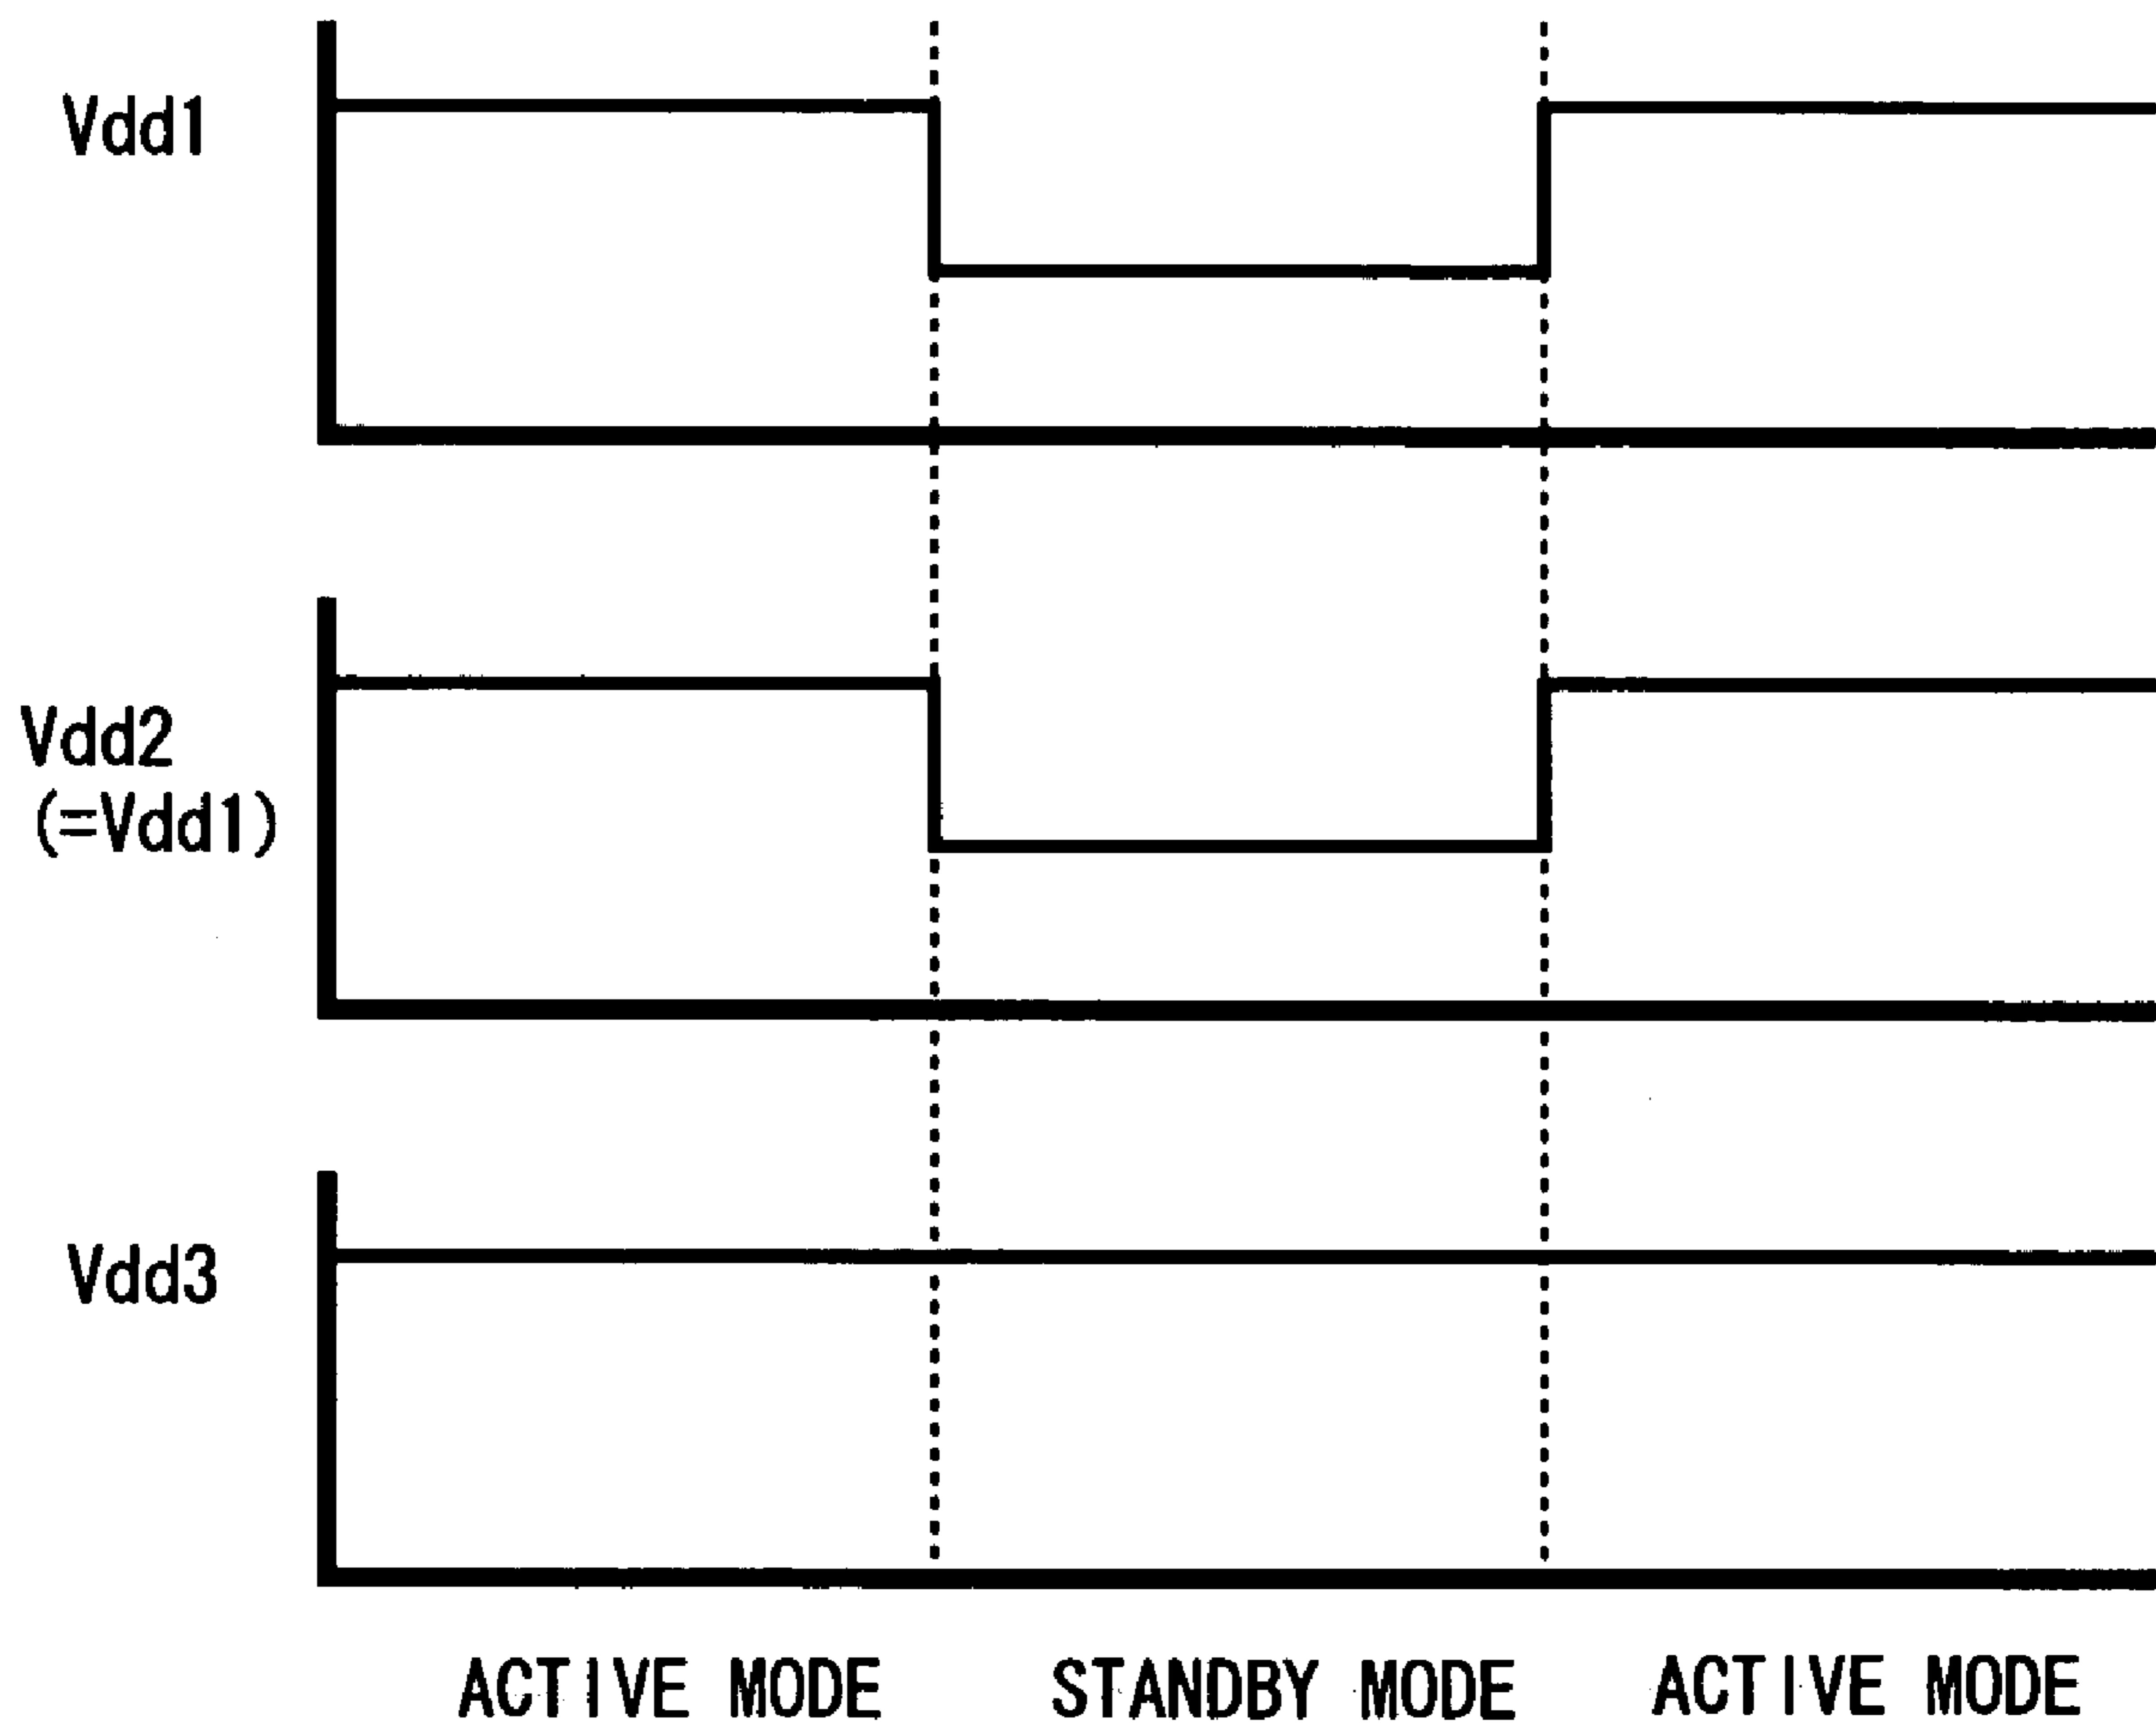 Vdd1
Vdd2
(=Vdd1)
Vdd3
ACTIVE MODE
STANDBY MODE
ACTIVE MODE